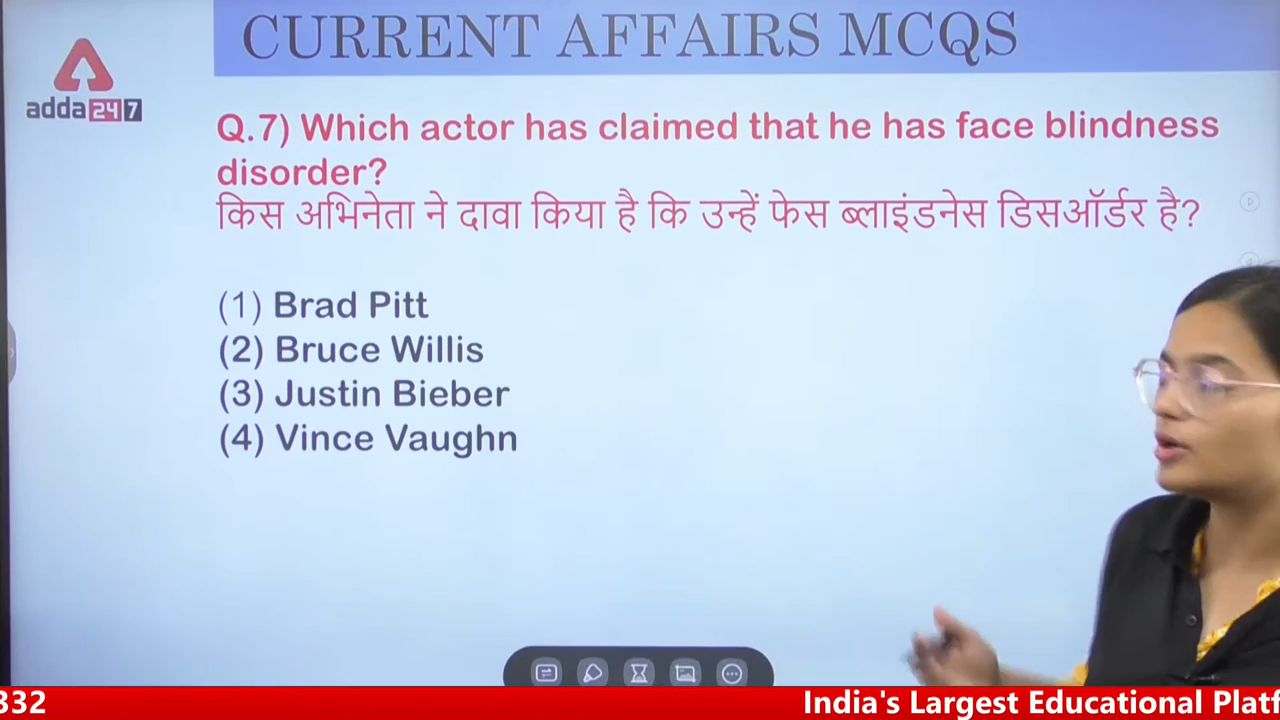 CURRENT AFFAIRS MCQS
adda247
Q.7) Which actor has claimed that he has face blindness
disorder?
किस अभिनेता ने दावा किया है कि उन्हें फेस ब्लाइंडनेस डिसऑर्डर है?
(1) Brad Pitt
(2) Bruce Willis
(3) Justin Bieber
(4) Vince Vaughn
332
India's Largest Educational Platf